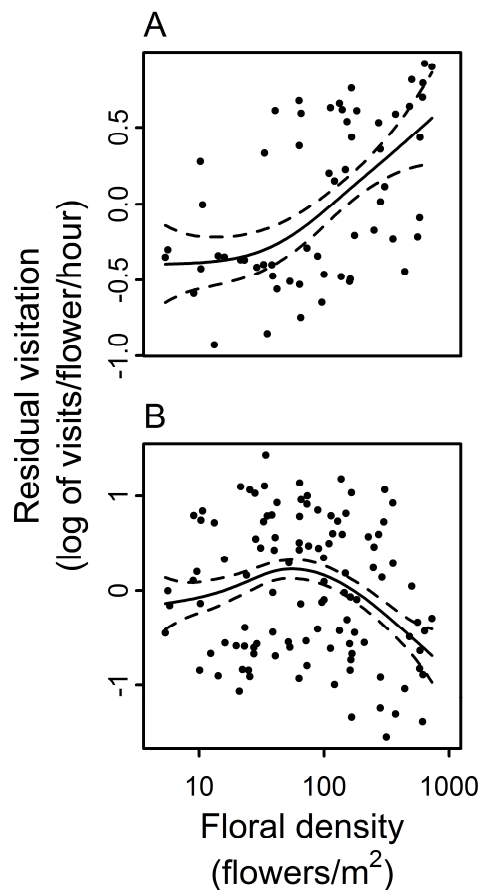 A
0.5
0.0
-0.5
-1.0
Residual visitation
(log of visits/flower/hour)
B
1
0
-1
10 100 1000
Floral density
(flowers/m²)